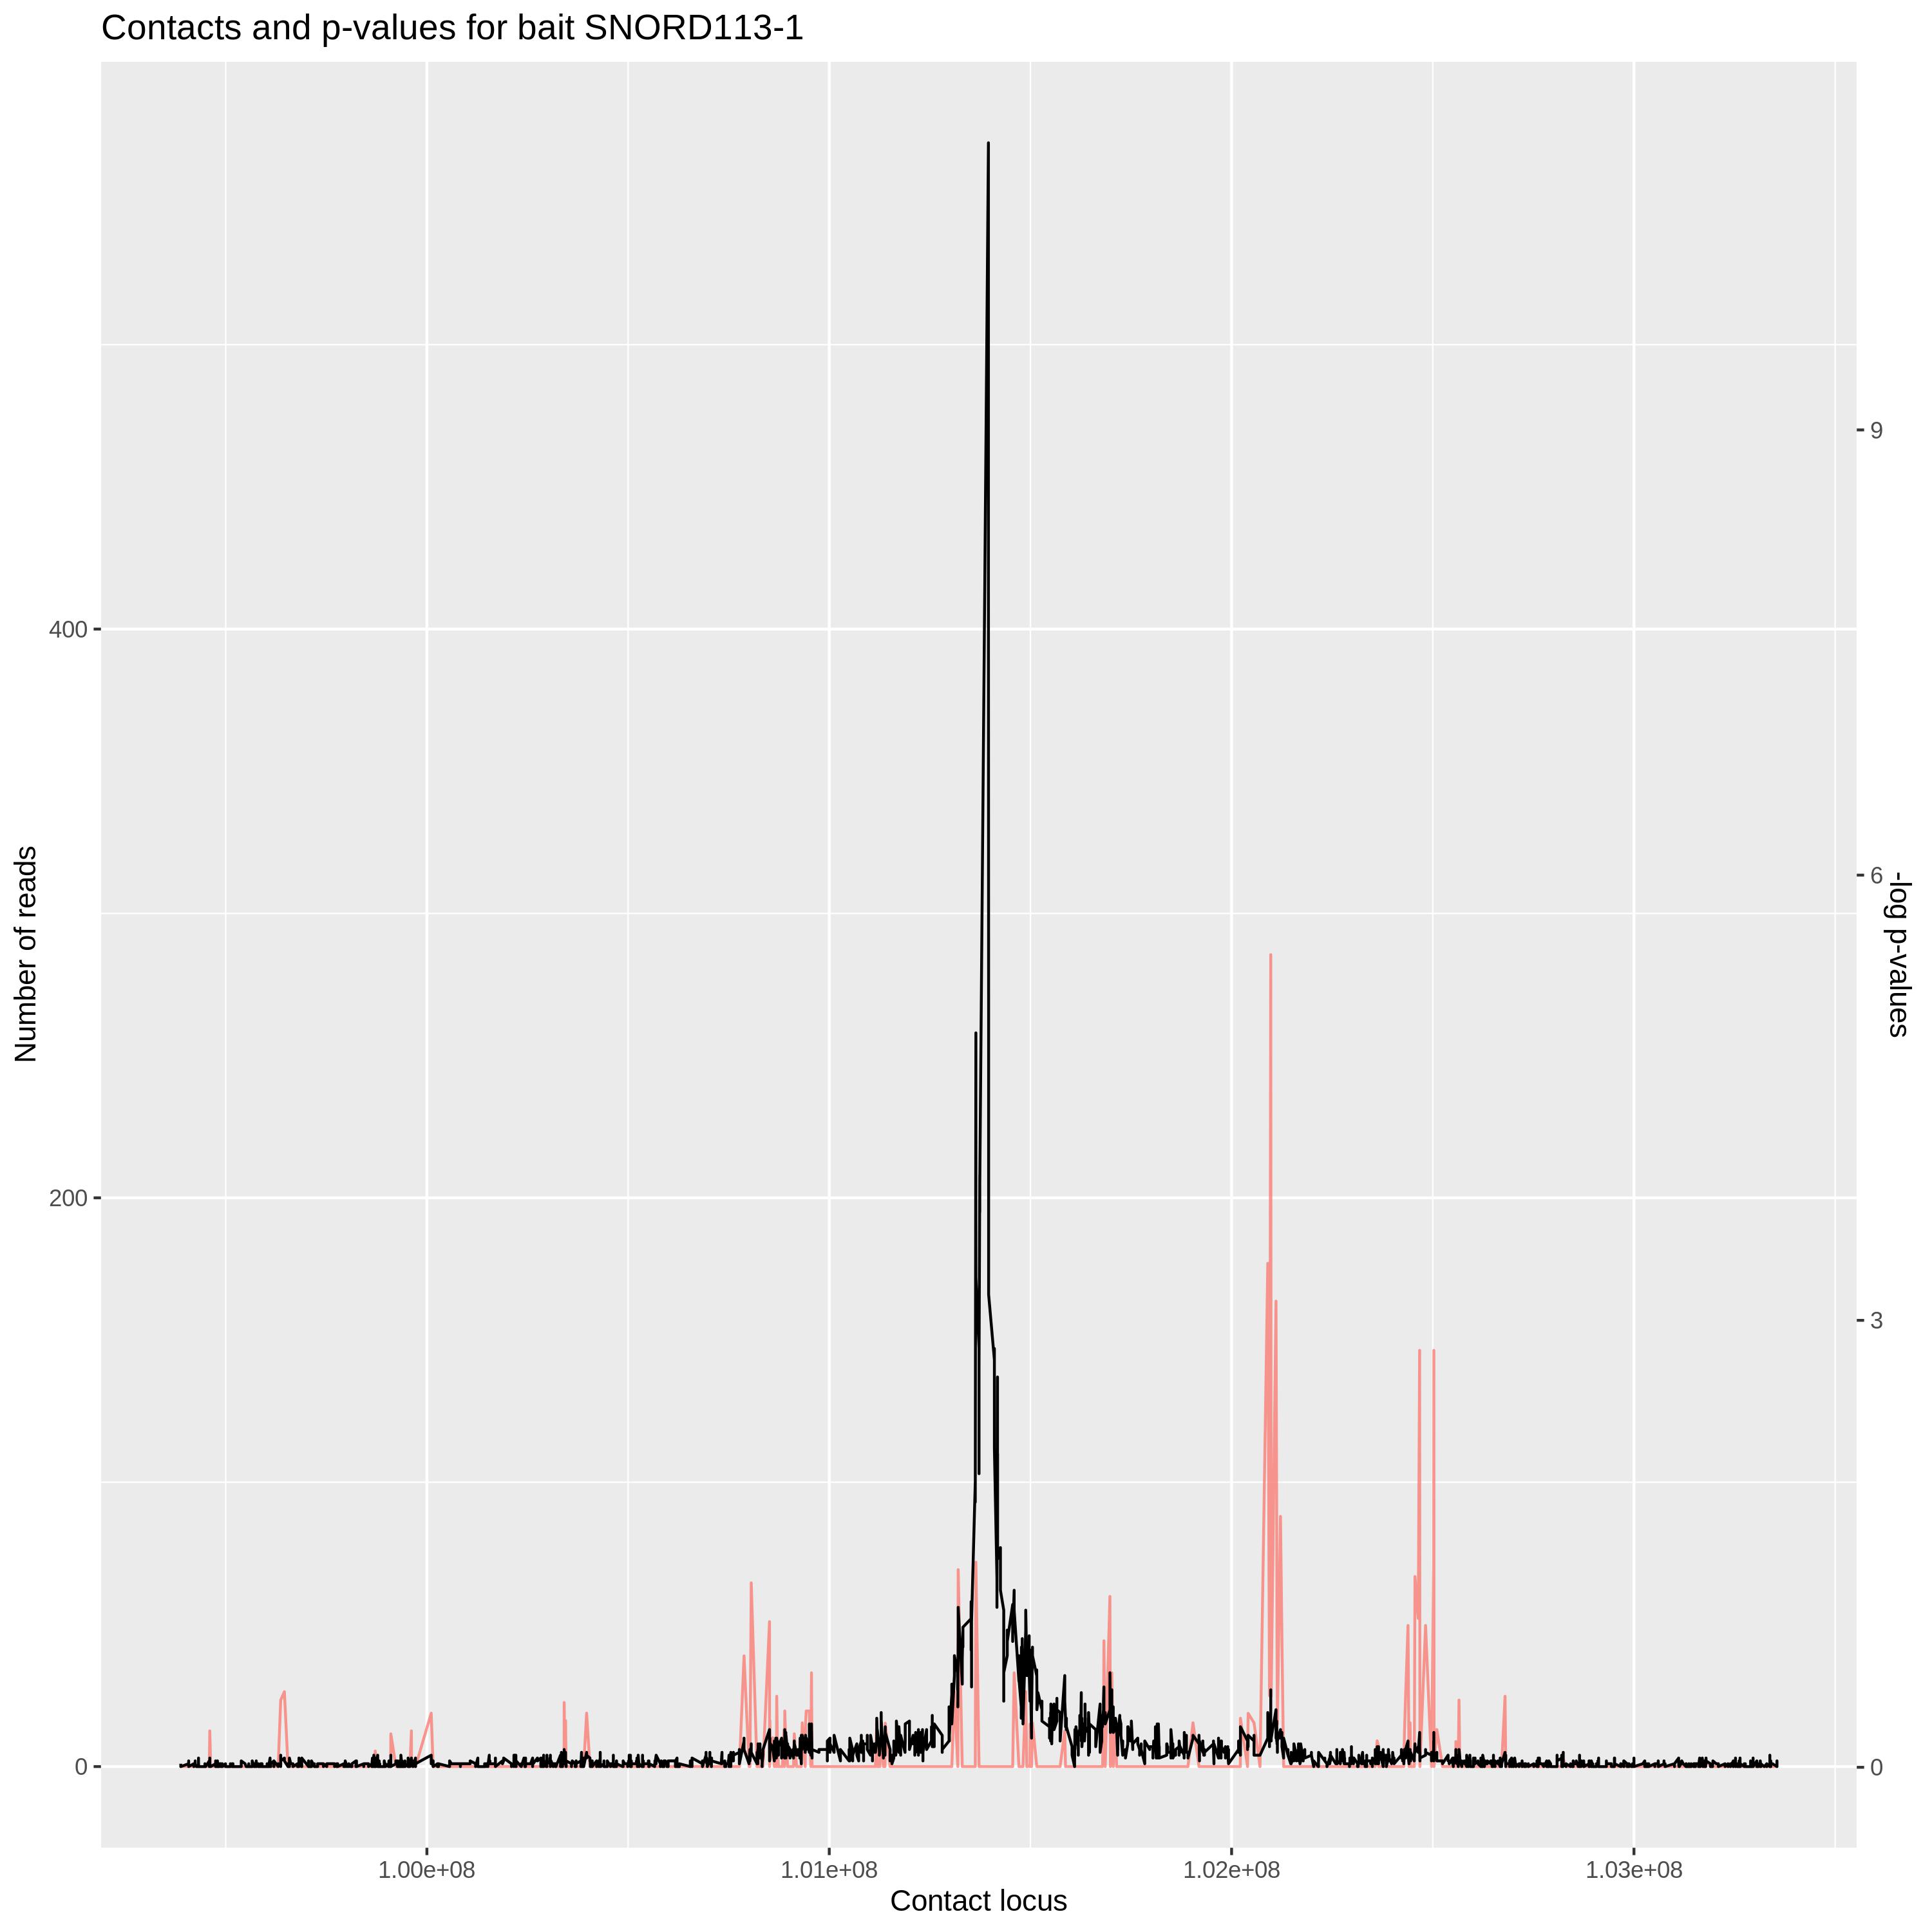 Contacts and p-values for bait SNORD113-1
Number of reads
400
200
0
9
6
3
0
-log p-values
1.00e+08
1.01e+08
1.02e+08
1.03e+08
Contact locus